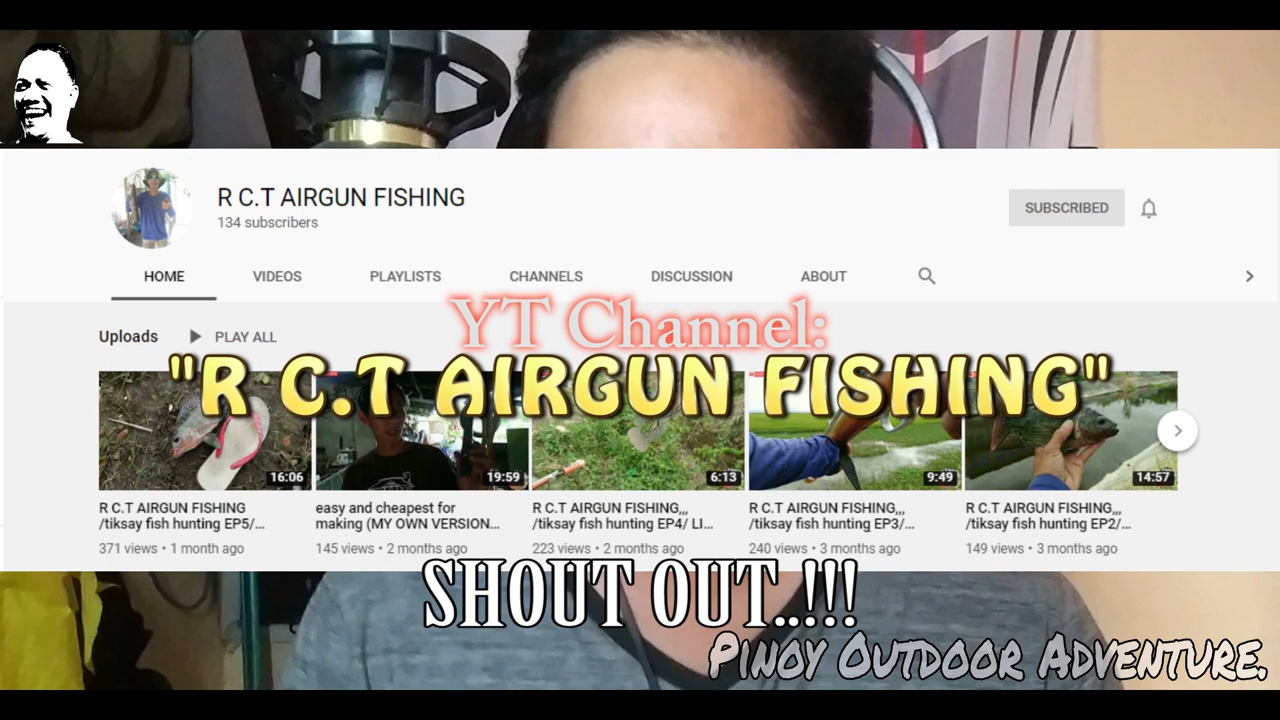 R C.T AIRGUN FISHING
134 subscribers
SUBSCRIBED
HOME VIDEOS PLAYLISTS CHANNELS DISCUSSION ABOUT
YT Channel:
Uploads PLAY ALL
"R C.T AIRGUN FISHING"
16:06 19:59 6:13 9:49 14:57
R C.T AIRGUN FISHING
/tiksay fish hunting EP5/...
371 views • 1 month ago
easy and cheapest for
making (MY OWN VERSION...
145 views • 2 months ago
R C.T AIRGUN FISHING,,,
/tiksay fish hunting EP4/ LI...
223 views • 2 months ago
R C.T AIRGUN FISHING,,,
/tiksay fish hunting EP3/...
240 views • 3 months ago
R C.T AIRGUN FISHING,,,
/tiksay fish hunting EP2/...
149 views • 3 months ago
SHOUT OUT..!!!
PINOY OUTDOOR ADVENTURE.